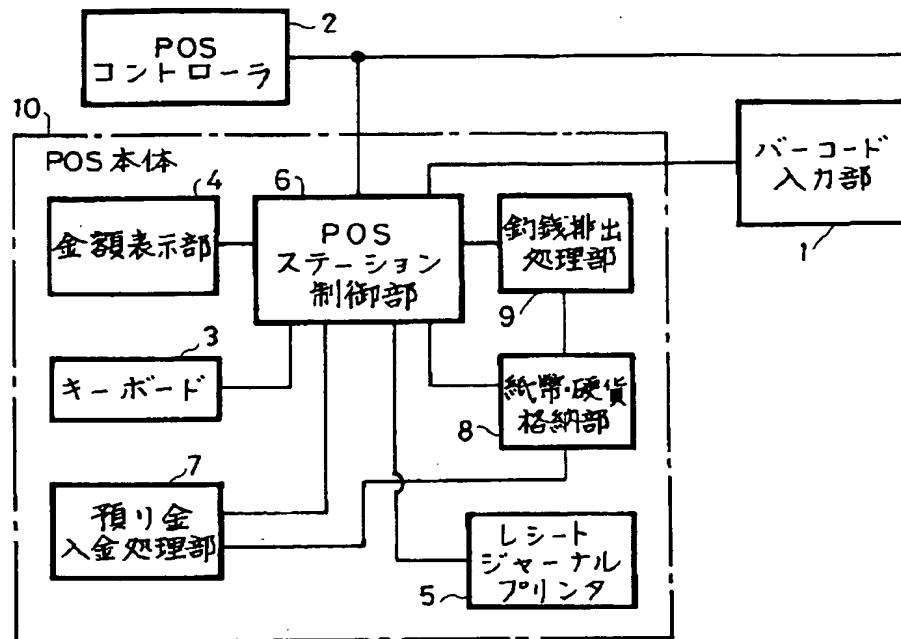 2
POS
コントローラ
10
POS本体
バーコード
入力部
1
4
金額表示部
6
POS
ステーション
制御部
釣銭排出
処理部
9
3
キーボード
紙幣・硬貨
格納部
8
7
預り金
入金処理部
レシート
ジャーナル
プリンタ
5